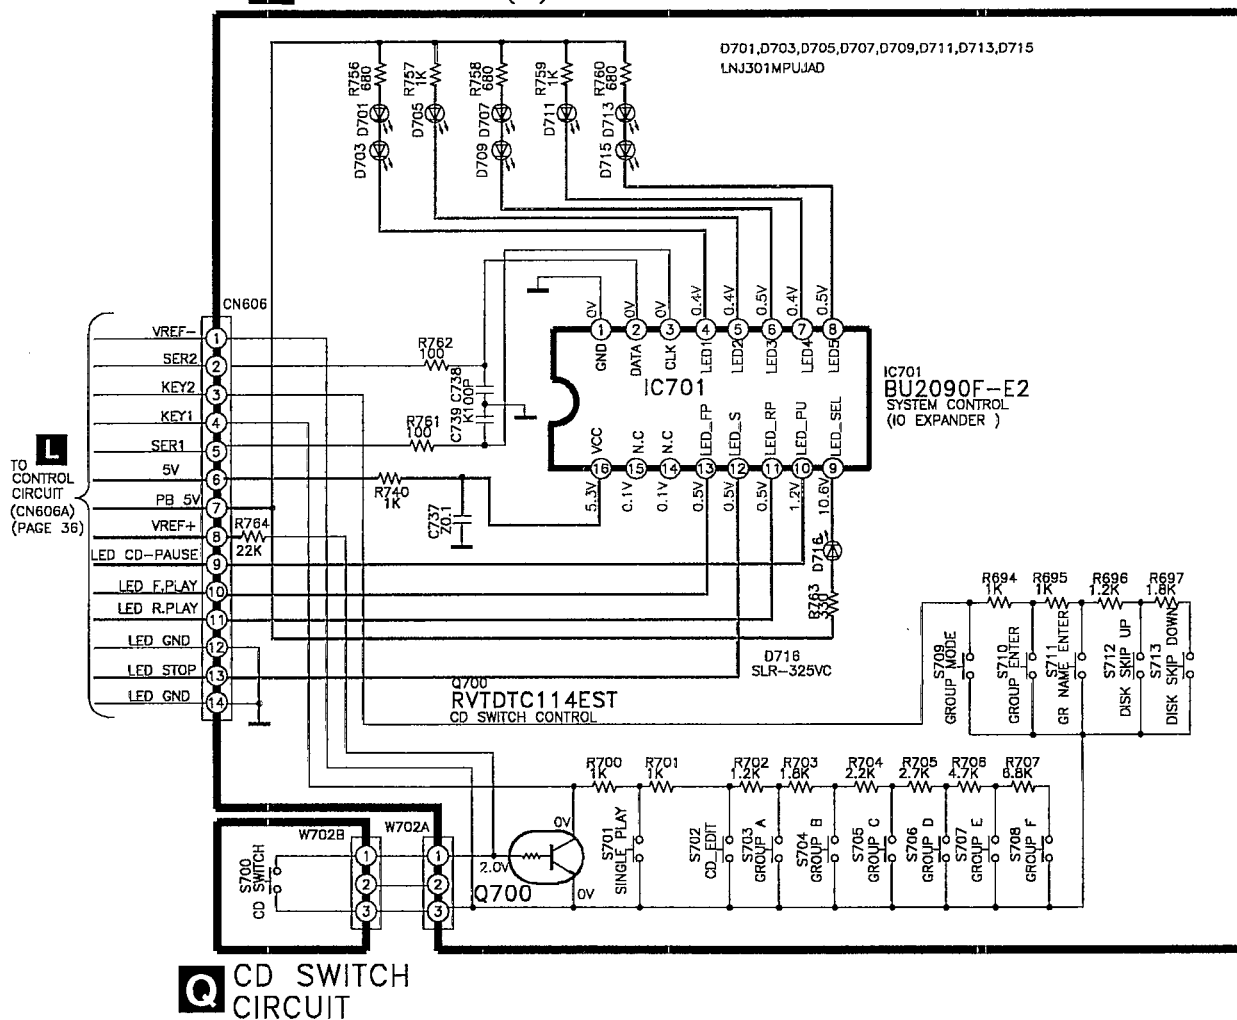 D701,D703,D705,D707,D709,D711,D713,D715
LNJ301MPUJAD
R756
680
R757
1K
R758
680
R759
1K
R760
680
D703 D701
D705
D709 D707
D711
D715 D713
CN606
VREF- 1
SER2 2
KEY2 3
KEY1 4
SER1 5
5V 6
PB 5V 7
VREF+ 8
LED CD-PAUSE 9
LED F.PLAY 10
LED R.PLAY 11
LED GND 12
LED STOP 13
LED GND 14
TO
L
CONTROL
CIRCUIT
(CN606A)
(PAGE 36)
R762
100
C738
C739 K100P
R761
100
R740
1K
C737
Z0.1
R764
22K
0V 0V 0V 0.4V 0.4V 0.5V 0.4V 0.5V
1 2 3 4 5 6 7 8
GND DATA CLK LED1 LED2 LED3 LED4 LED5
IC701
VCC N.C N.C LED_FP LED_S LED_RP LED_PU LED_SEL
16 15 14 13 12 11 10 9
5.3V 0.1V 0.1V 0.5V 0.5V 0.5V 1.2V 10.6V
IC701
BU2090F-E2
SYSTEM CONTROL
(IO EXPANDER )
D716
R763
330
D716
SLR-325VC
Q700
RVTDTC114EST
CD SWITCH CONTROL
R694
1K
R695
1K
R696
1.2K
R697
1.8K
S709
GROUP MODE
S710
GROUP ENTER
S711
GR NAME ENTER
S712
DISK SKIP UP
S713
DISK SKIP DOWN
R700
1K
R701
1K
R702
1.2K
R703
1.8K
R704
2.2K
R705
2.7K
R706
4.7K
R707
6.8K
S701
SINGLE PLAY
S702
CD_EDIT
S703
GROUP A
S704
GROUP B
S705
GROUP C
S706
GROUP D
S707
GROUP E
S708
GROUP F
W702B W702A
S700
CD SWITCH
1 1
2 2
3 3
2.0V
0V
0V
Q700
Q CD SWITCH
CIRCUIT